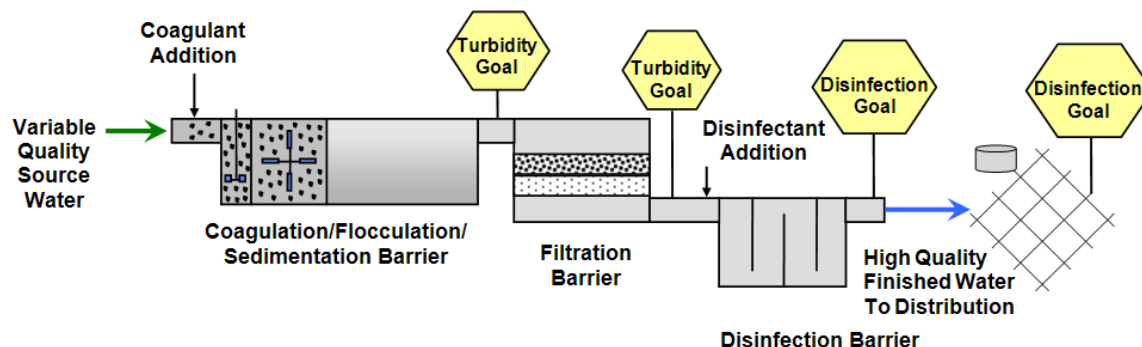 Coagulant
Addition
Turbidity
Goal
Turbidity
Goal
Disinfection
Goal
Disinfection
Goal
Variable
Quality
Source
Water
Disinfectant
Addition
Coagulation/Flocculation/
Sedimentation Barrier
Filtration
Barrier
High Quality
Finished Water
To Distribution
Disinfection Barrier